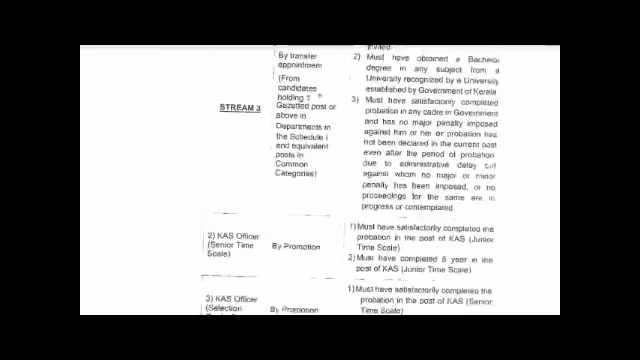 invited.
By transfer
appointment
(From
candidates
holding 1
Gazetted post or
above in
Departments in
the Schedule I
and equivalent
posts in
Common
Categories)
STREAM 3
2) Must have obtained a Bachelor
degree in any subject from a
University recognized by a University
established by Government of Kerala
3) Must have satisfactorily completed
probation in any cadre in Government
and has no major penalty imposed
against him or her or probation has
not been declared in the current post
even after the period of probation
due to administrative delay but
against whom no major or minor
penalty has been imposed, or no
proceedings for the same are in
progress or contemplated.
2) KAS Officer
(Senior Time
Scale)
By Promotion
1) Must have satisfactorily completed the
probation in the post of KAS (Junior
Time Scale)
2) Must have completed 8 year in the
post of KAS (Junior Time Scale)
3) KAS Officer
(Selection
By Promotion
1) Must have satisfactorily completed the
probation in the post of KAS (Senior
Time Scale)